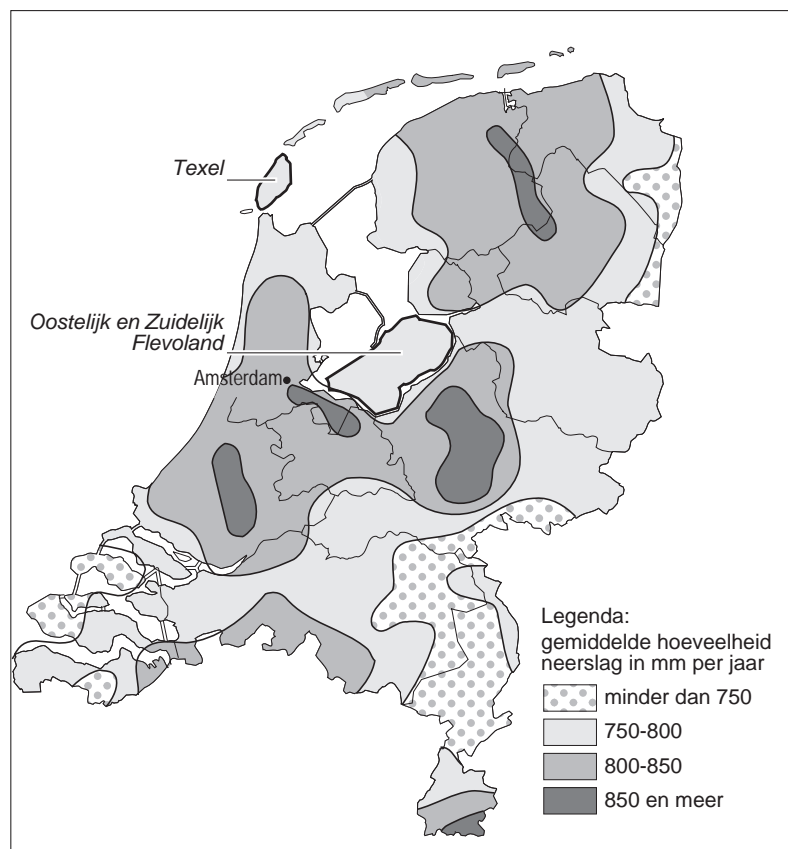 Texel
Oostelijk en Zuidelijk
Flevoland
Amsterdam
Legenda:
gemiddelde hoeveelheid
neerslag in mm per jaar
minder dan 750
750-800
800-850
850 en meer